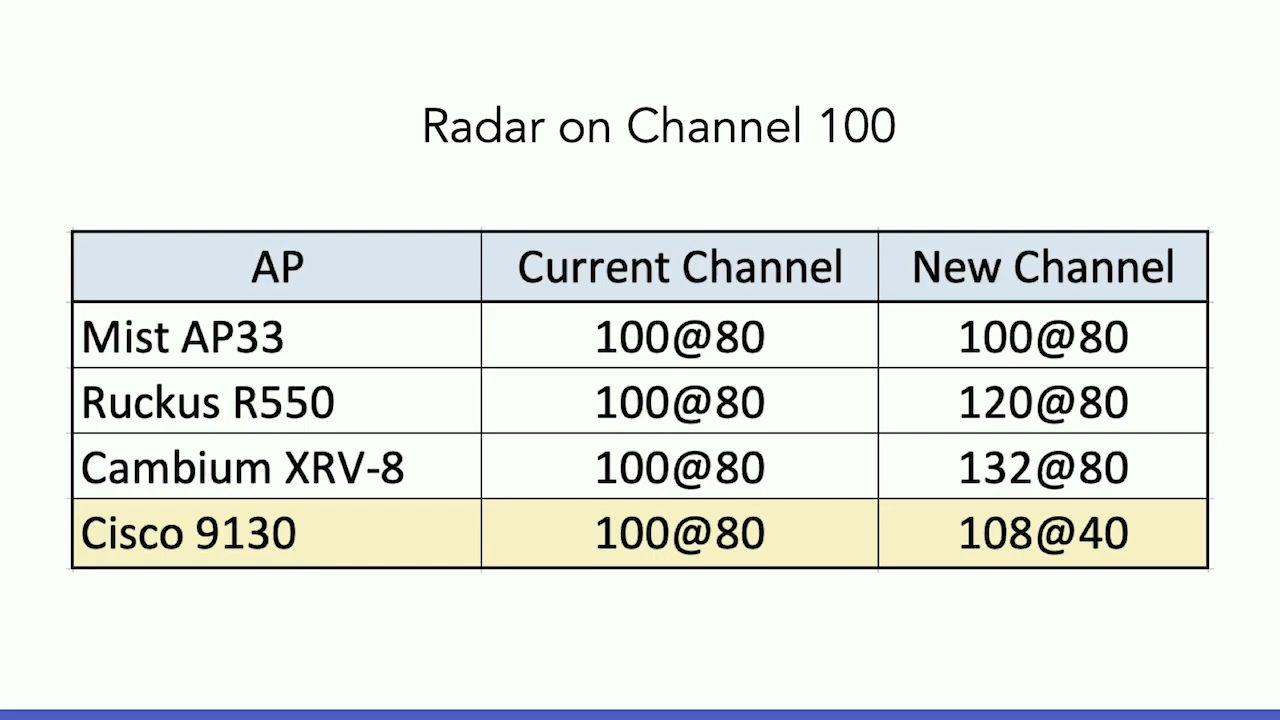 Radar on Channel 100
AP Current Channel New Channel
Mist AP33 100@80 100@80
Ruckus R550 100@80 120@80
Cambium XRV-8 100@80 132@80
Cisco 9130 100@80 108@40